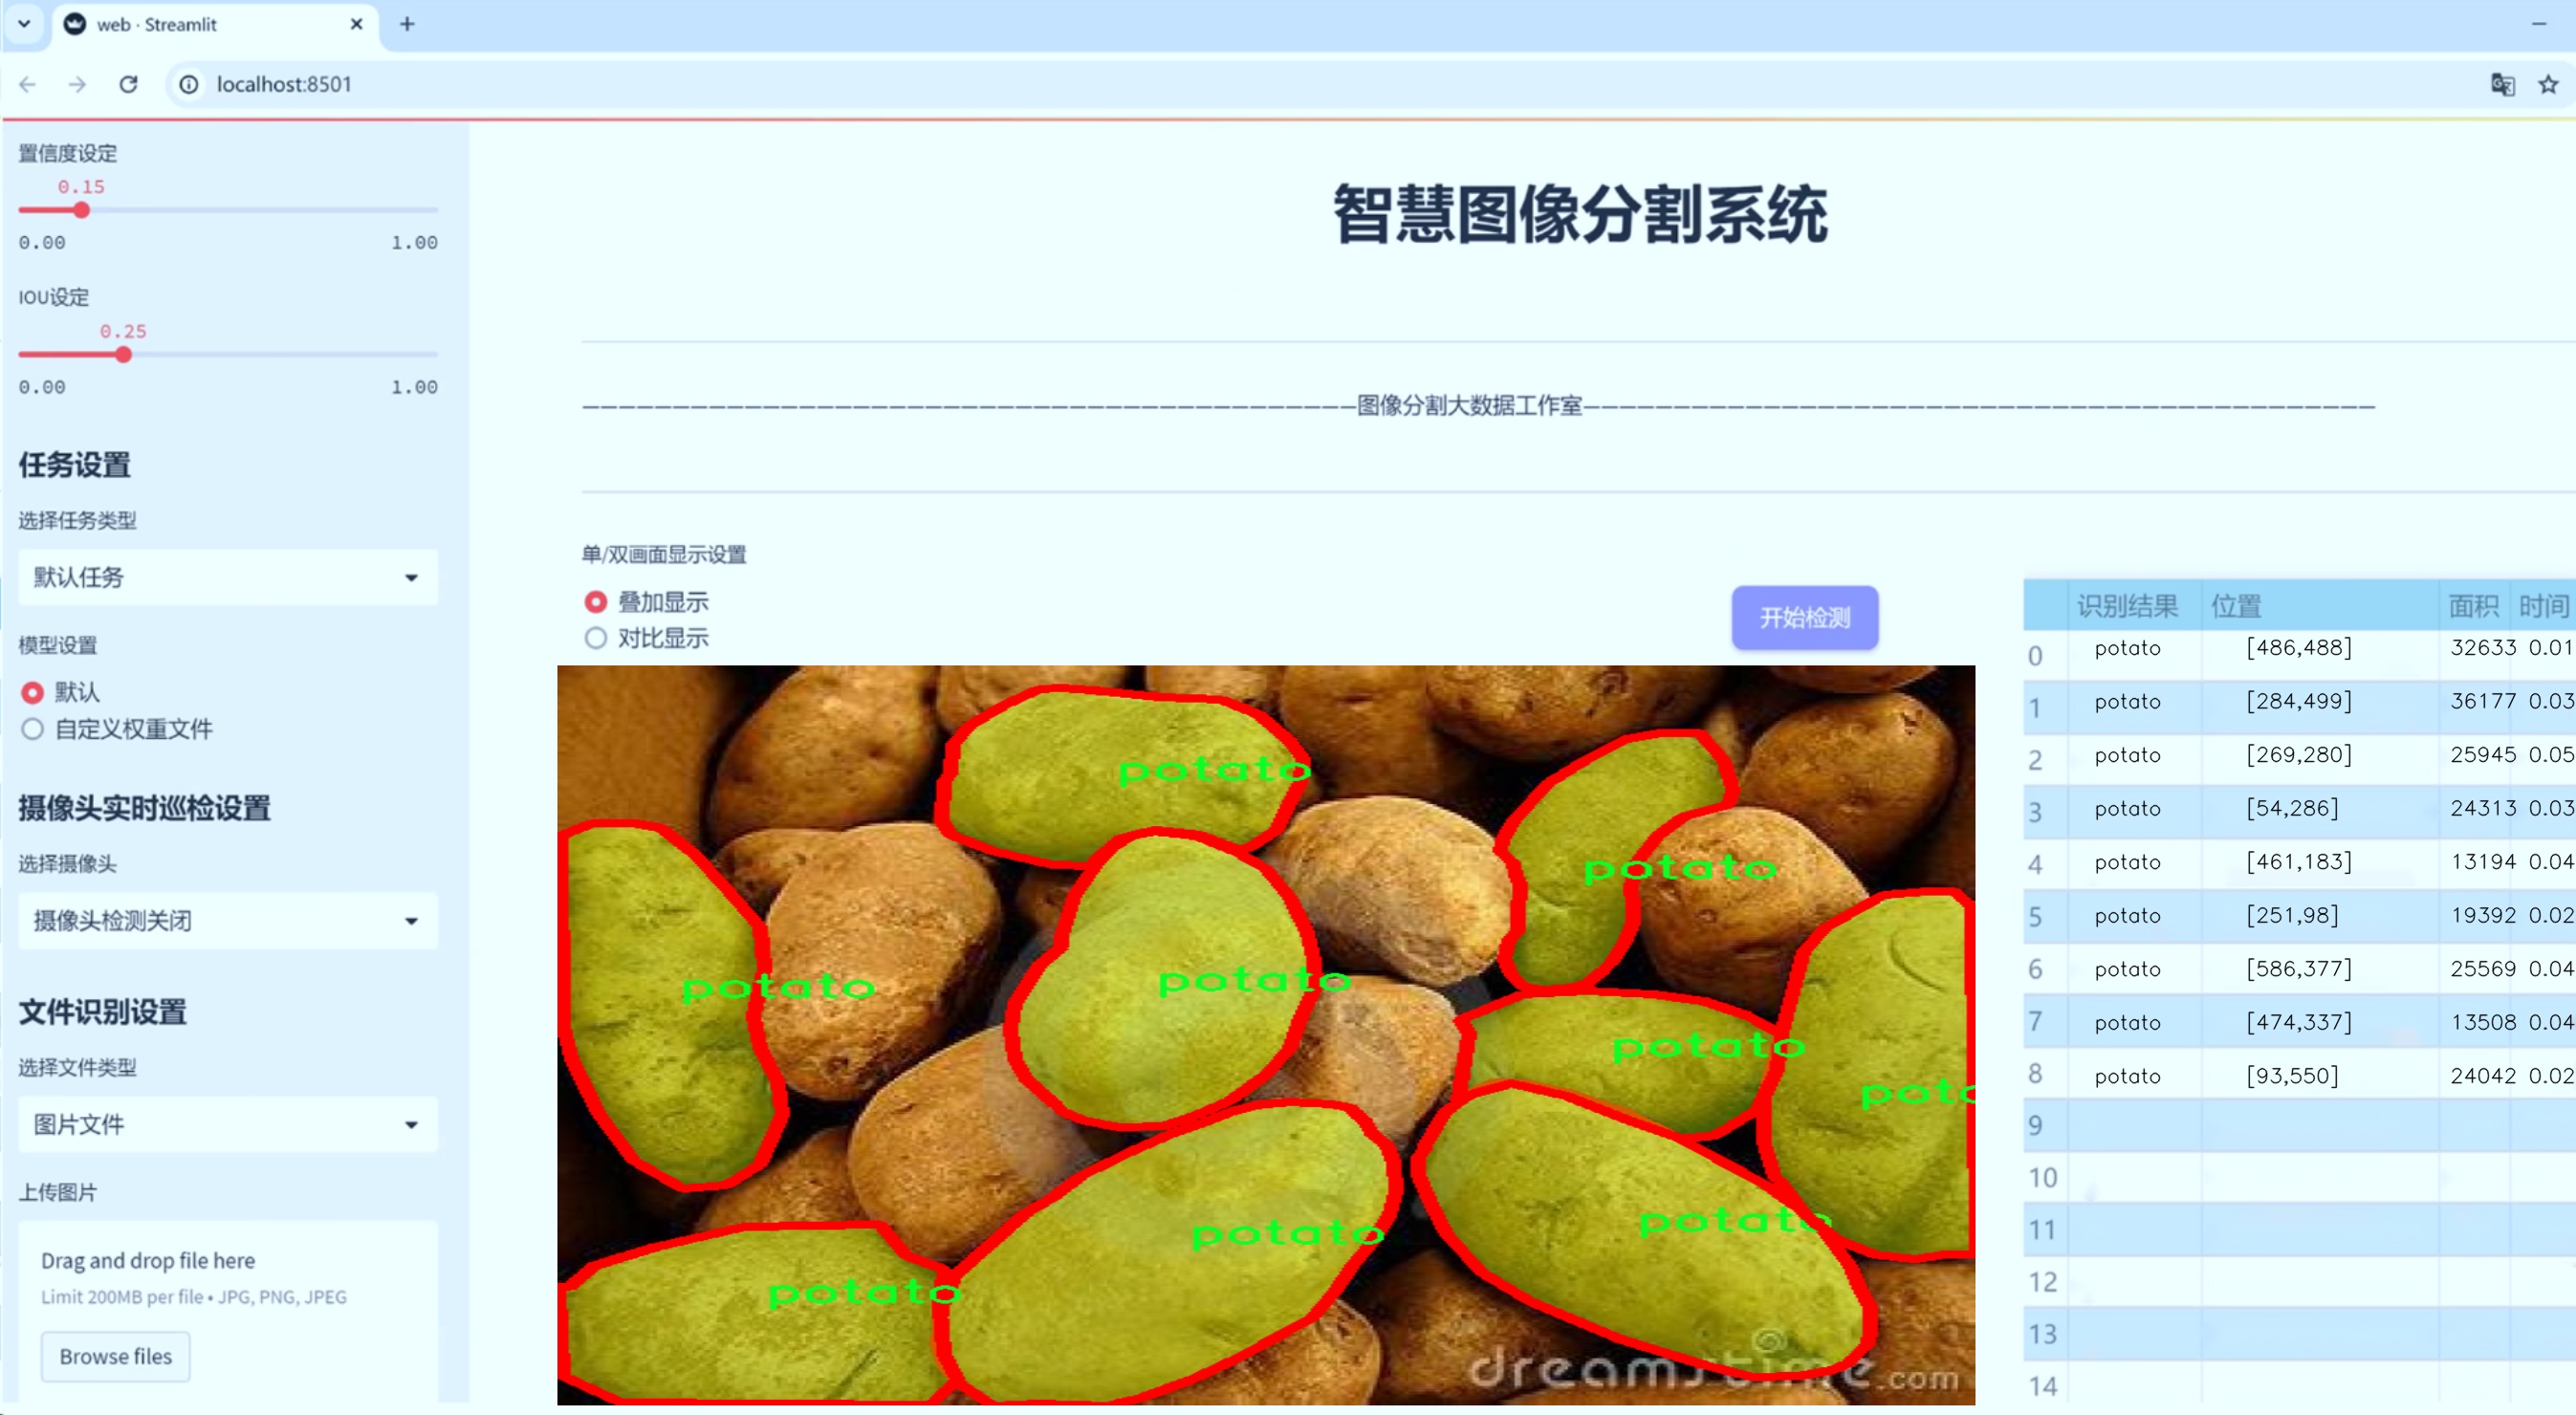 web · Streamlit
localhost:8501
置信度设定
0.15
0.00 1.00
IOU设定
0.25
0.00 1.00
任务设置
选择任务类型
默认任务
模型设置
默认
自定义权重文件
摄像头实时巡检设置
选择摄像头
摄像头检测关闭
文件识别设置
选择文件类型
图片文件
上传图片
Drag and drop file here
Limit 200MB per file • JPG, PNG, JPEG
Browse files
智慧图像分割系统
图像分割大数据工作室
单/双画面显示设置
叠加显示
对比显示
开始检测
potato
potato
potato
potato
potato
pota
potato
potato
potato
dreamstime.com
识别结果 位置 面积 时间
0 potato [486,488] 32633 0.01
1 potato [284,499] 36177 0.03
2 potato [269,280] 25945 0.05
3 potato [54,286] 24313 0.03
4 potato [461,183] 13194 0.04
5 potato [251,98] 19392 0.02
6 potato [586,377] 25569 0.04
7 potato [474,337] 13508 0.04
8 potato [93,550] 24042 0.02
9
10
11
12
13
14